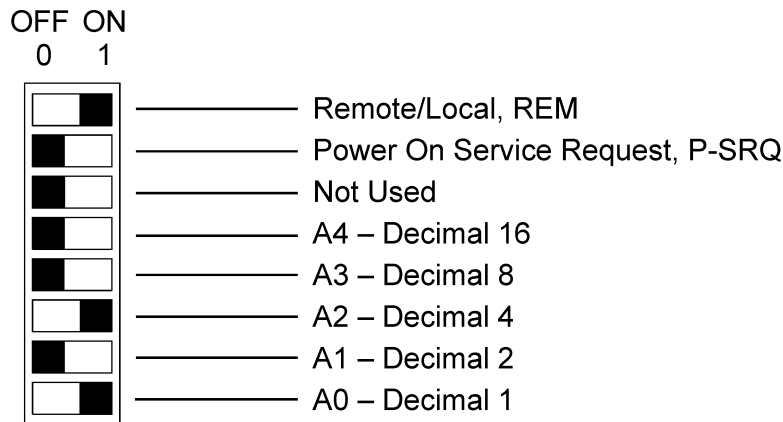 OFF ON
0 1
Remote/Local, REM
Power On Service Request, P-SRQ
Not Used
A4 – Decimal 16
A3 – Decimal 8
A2 – Decimal 4
A1 – Decimal 2
A0 – Decimal 1